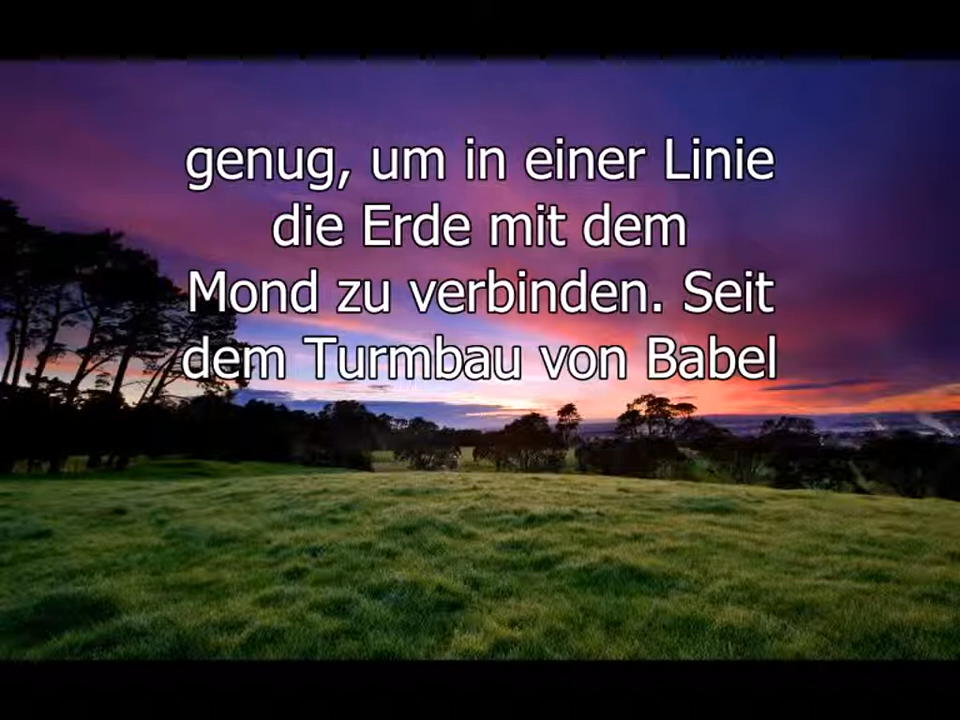 genug, um in einer Linie
die Erde mit dem
Mond zu verbinden. Seit
dem Turmbau von Babel